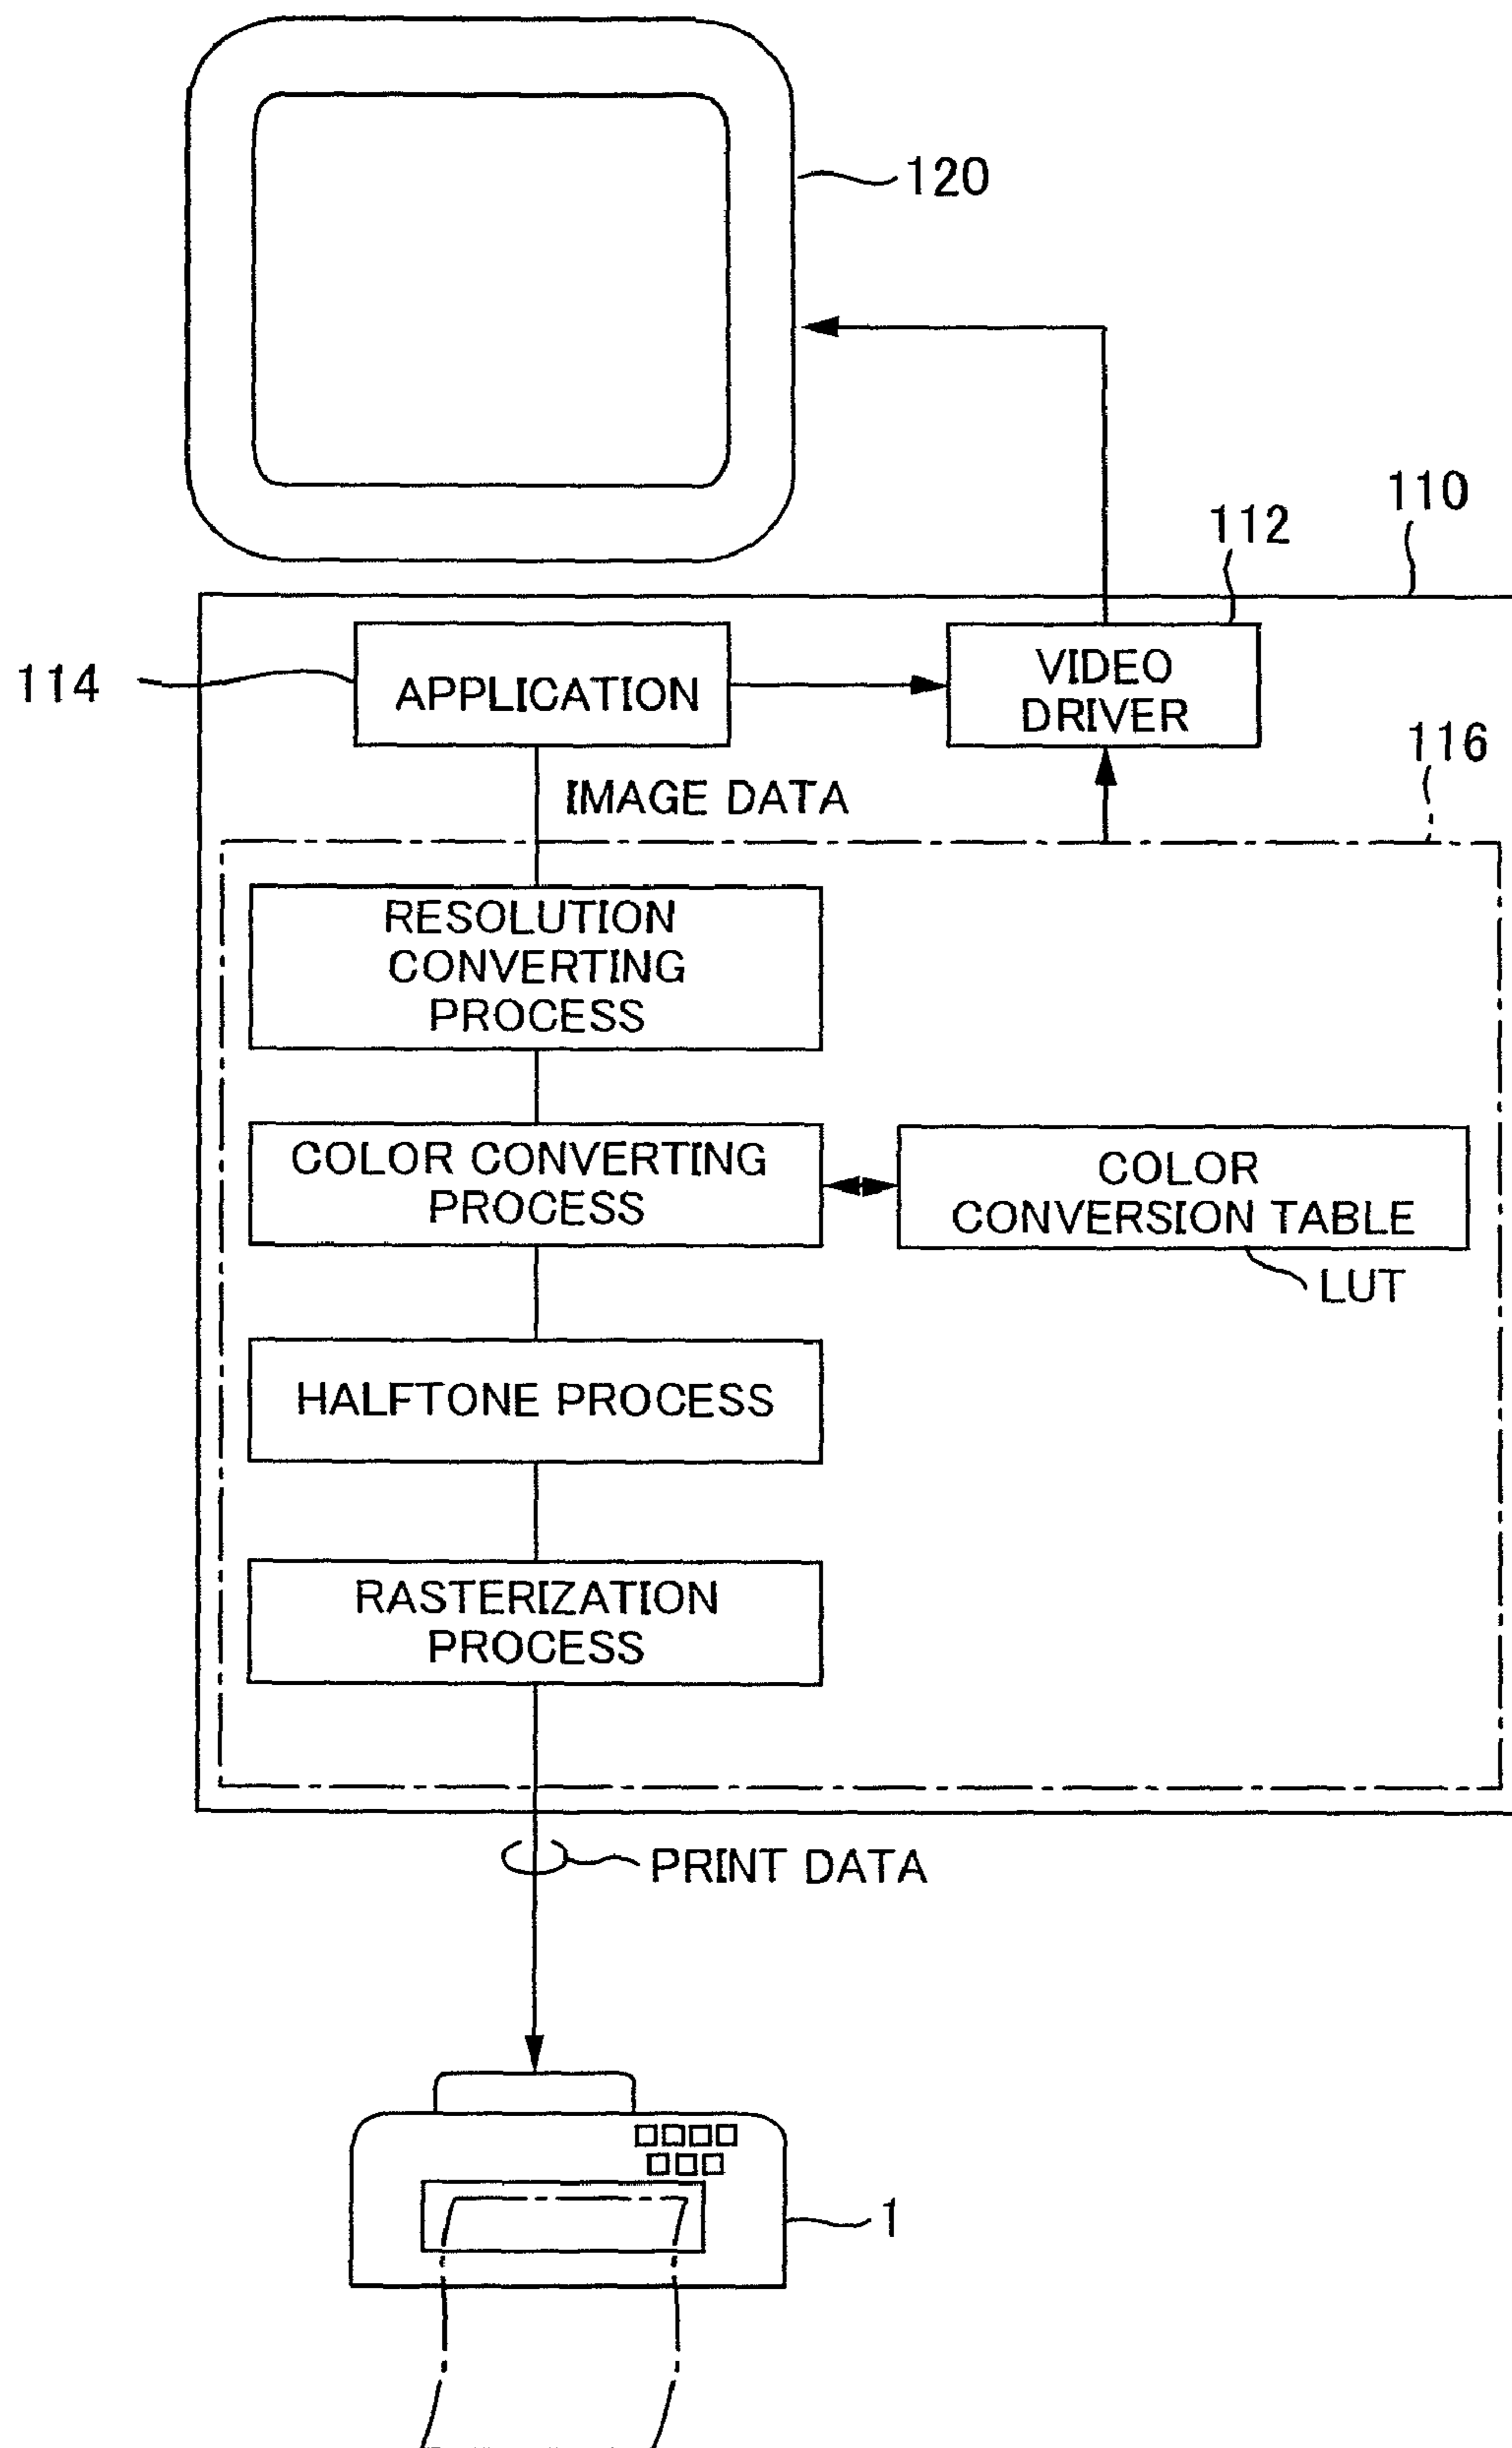 120
110
112
114
APPLICATION
VIDEO
DRIVER
116
IMAGE DATA
RESOLUTION
CONVERTING
PROCESS
COLOR CONVERTING
PROCESS
COLOR
CONVERSION TABLE
LUT
HALFTONE PROCESS
RASTERIZATION
PROCESS
PRINT DATA
1